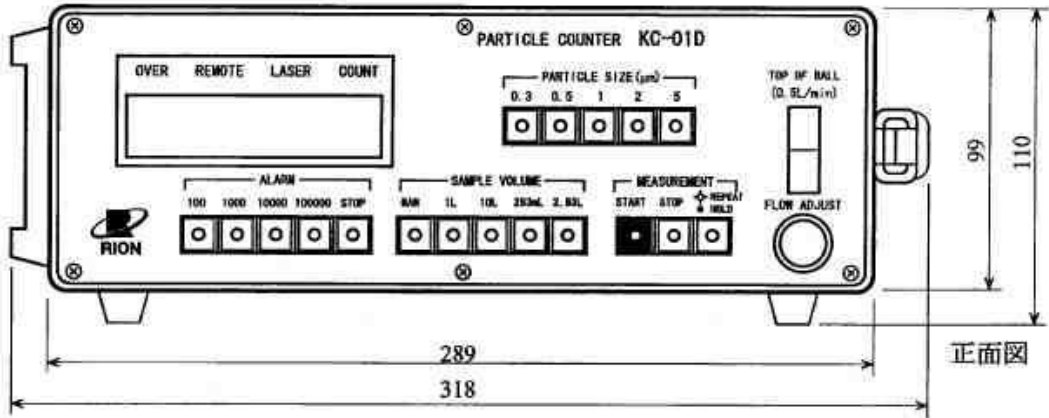 PARTICLE COUNTER KC-01D
OVER REMOTE LASER COUNT
PARTICLE SIZE(μm)
0.3 0.5 1 2 5
TOP OF BALL
(0.5L/min)
ALARM
100 1000 10000 100000 STOP
SAMPLE VOLUME
MAN 1L 10L 283mL 2.83L
MEASUREMENT
START STOP REPEAT
HOLD
FLOW ADJUST
RION
99
110
289
318
正面図